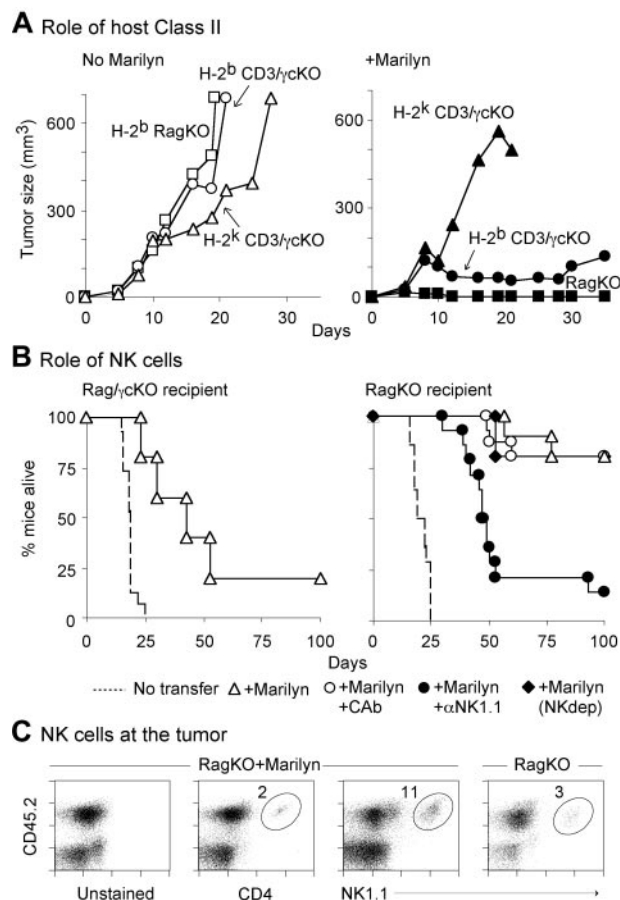 A Role of host Class II
No Marilyn
+Marilyn
H-2b CD3/γcKO
H-2b RagKO
H-2k CD3/γcKO
Tumor size (mm3)
600
300
0
0 10 20 30
Days
H-2k CD3/γcKO
H-2b CD3/γcKO
RagKO
600
300
0
0 10 20 30
Days
B Role of NK cells
Rag/γcKO recipient
RagKO recipient
% mice alive
100
75
50
25
0
0 25 50 75 100
0 25 50 75 100
Days
No transfer
+Marilyn
+Marilyn
+CAb
+Marilyn
+αNK1.1
+Marilyn
(NKdep)
C NK cells at the tumor
RagKO+Marilyn
RagKO
CD45.2
2
11
3
Unstained
CD4
NK1.1